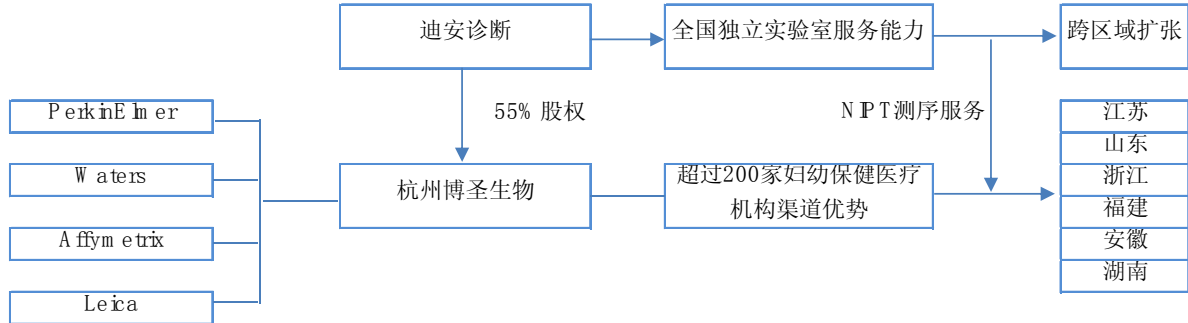 迪安诊断
全国独立实验室服务能力
跨区域扩张
55% 股权
NIPT测序服务
PerkinElmer
Waters
Affymetrix
Leica
杭州博圣生物
超过200家妇幼保健医疗
机构渠道优势
江苏
山东
浙江
福建
安徽
湖南